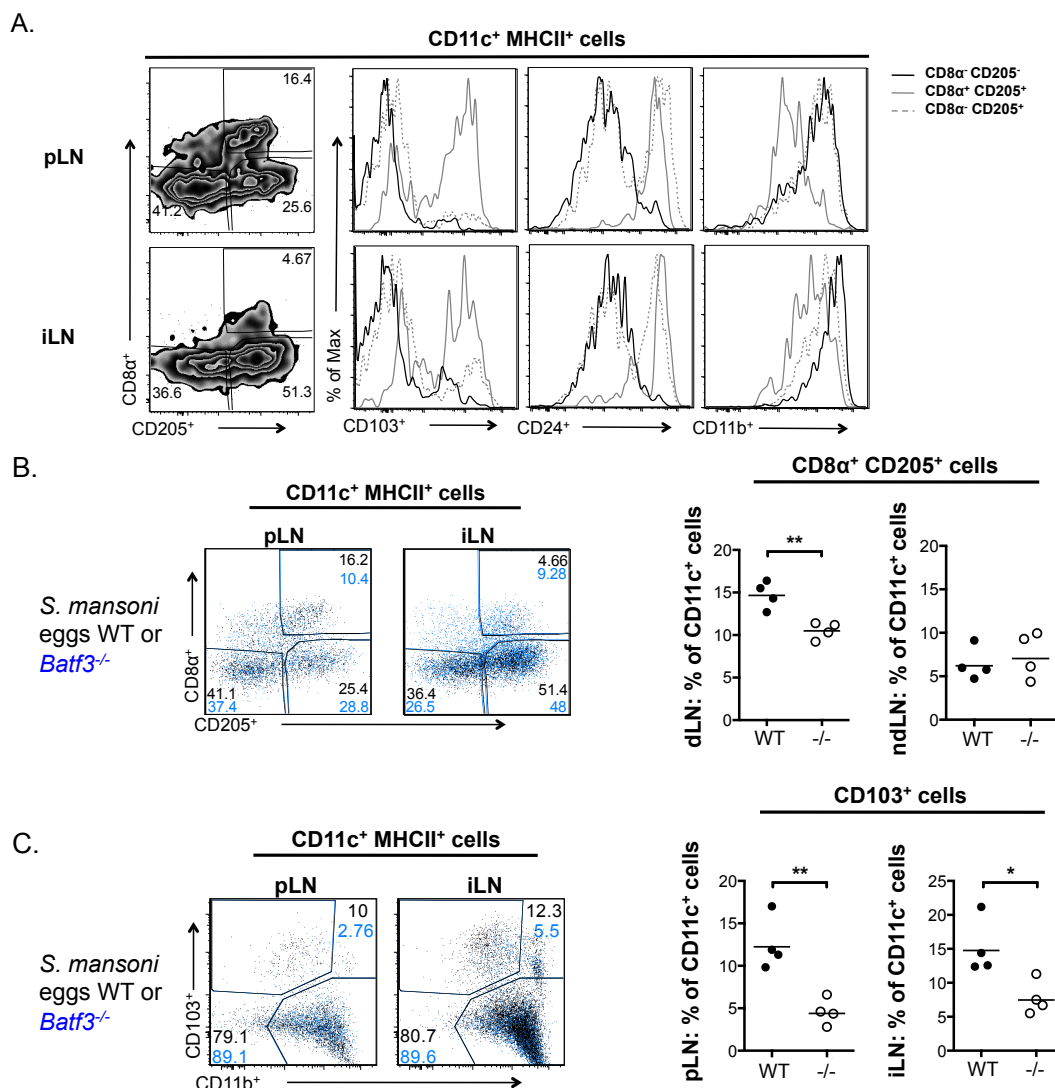 A.
CD11c⁺ MHCII⁺ cells
CD8α⁻ CD205⁻
CD8α⁺ CD205⁺
CD8α⁻ CD205⁺
pLN
16.4
41.2
25.6
iLN
4.67
36.6
51.3
CD8α⁺
% of Max
CD205⁺
CD103⁺
CD24⁺
CD11b⁺
B.
CD11c⁺ MHCII⁺ cells
CD8α⁺ CD205⁺ cells
pLN
iLN
S. mansoni
eggs WT or
Batf3⁻/⁻
16.2
10.4
41.1
37.4
25.4
28.8
4.66
9.28
36.4
26.5
51.4
48
CD8α⁺
CD205⁺
dLN: % of CD11c⁺ cells
20
15
10
5
0
**
WT
-/-
ndLN: % of CD11c⁺ cells
20
15
10
5
0
WT
-/-
C.
CD11c⁺ MHCII⁺ cells
CD103⁺ cells
pLN
iLN
S. mansoni
eggs WT or
Batf3⁻/⁻
10
2.76
79.1
89.1
12.3
5.5
80.7
89.6
CD103⁺
CD11b⁺
pLN: % of CD11c⁺ cells
20
15
10
5
0
**
WT
-/-
iLN: % of CD11c⁺ cells
25
20
15
10
5
0
*
WT
-/-